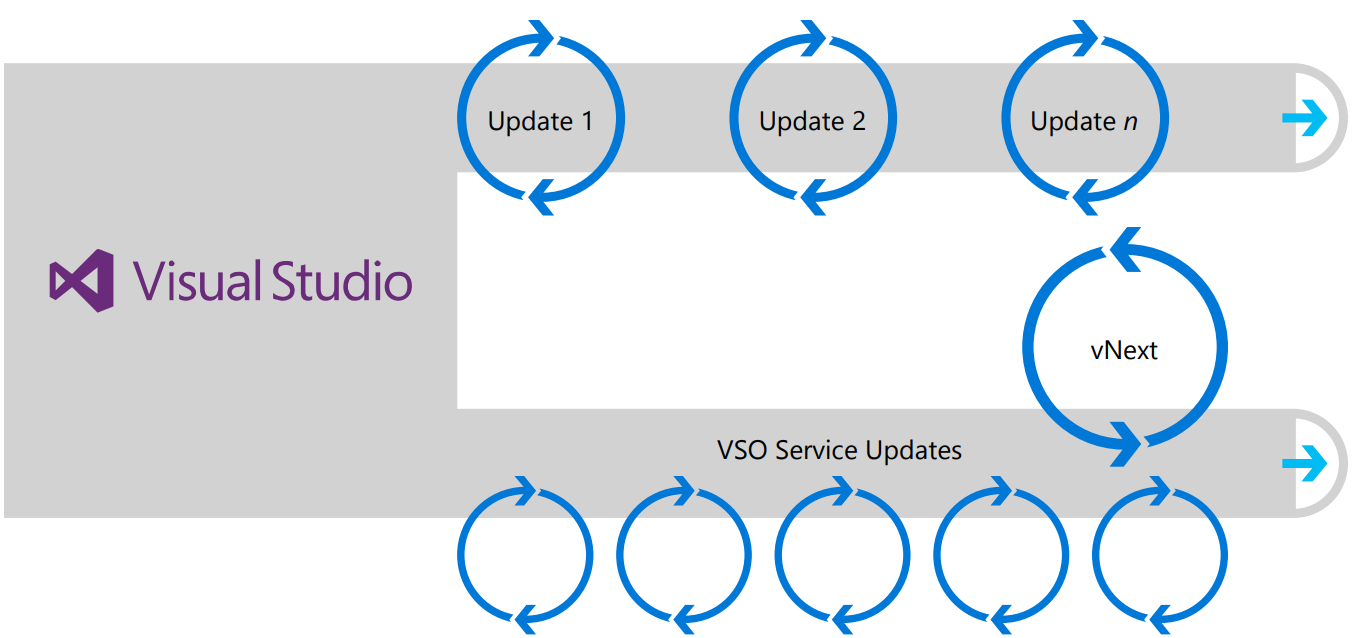 Update 1
Update 2
Update n
Visual Studio
vNext
VSO Service Updates